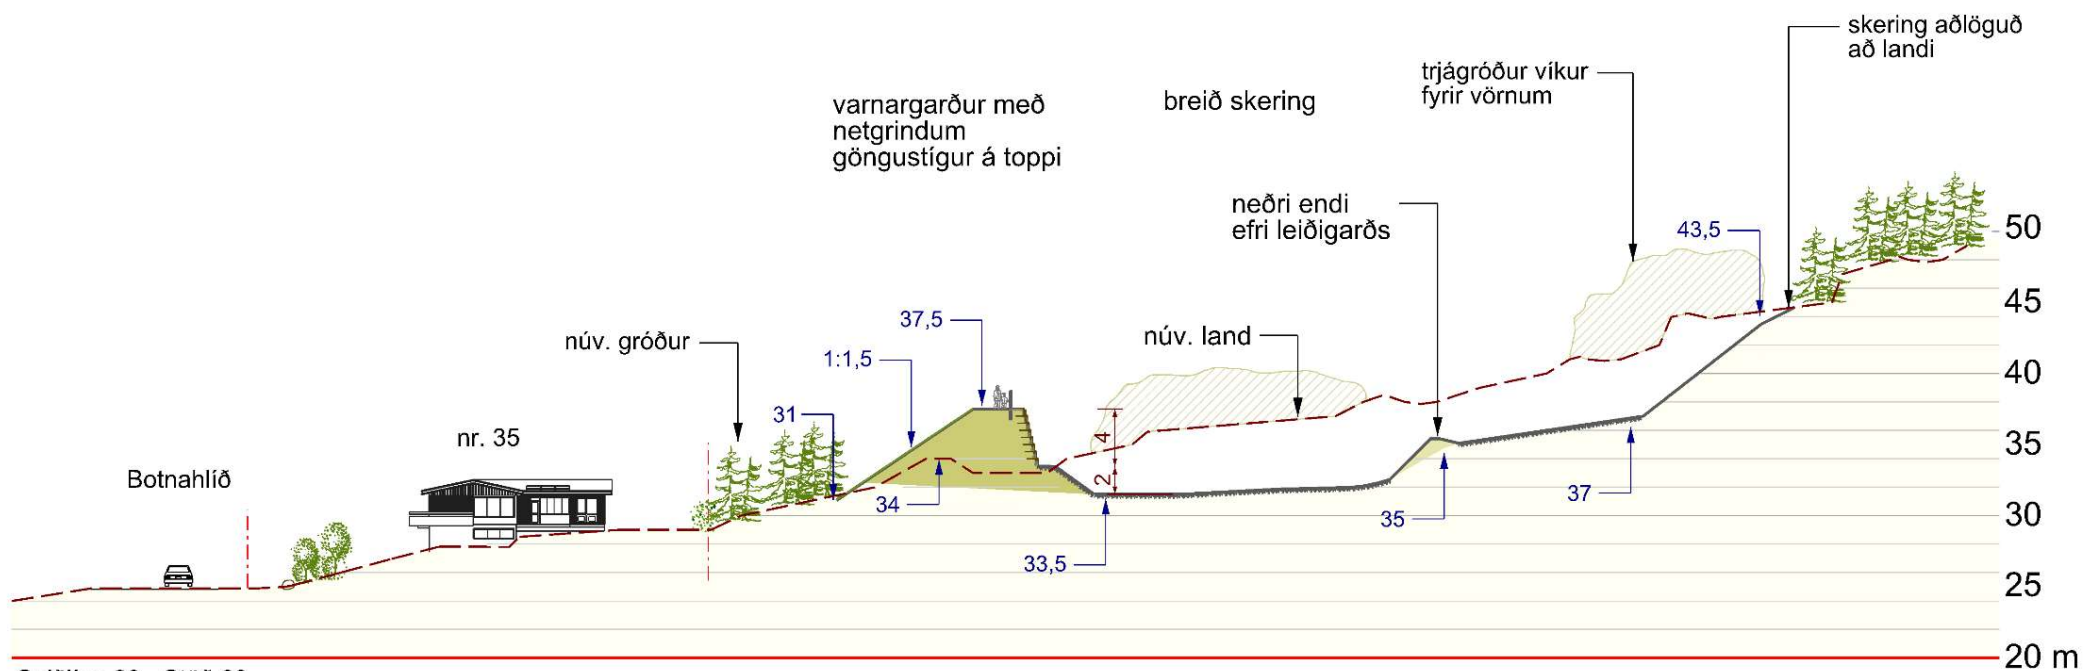 skering aðlöguð
að landi
trjágróður víkur
fyrir vörnum
breið skering
varnargarður með
netgrindum
göngustígur á toppi
neðri endi
efri leiðigarðs
43,5
50
45
40
35
30
25
20 m
37,5
1:1,5
núv. gróður
núv. land
31
4
2
34
33,5
35
37
nr. 35
Botnahlíð